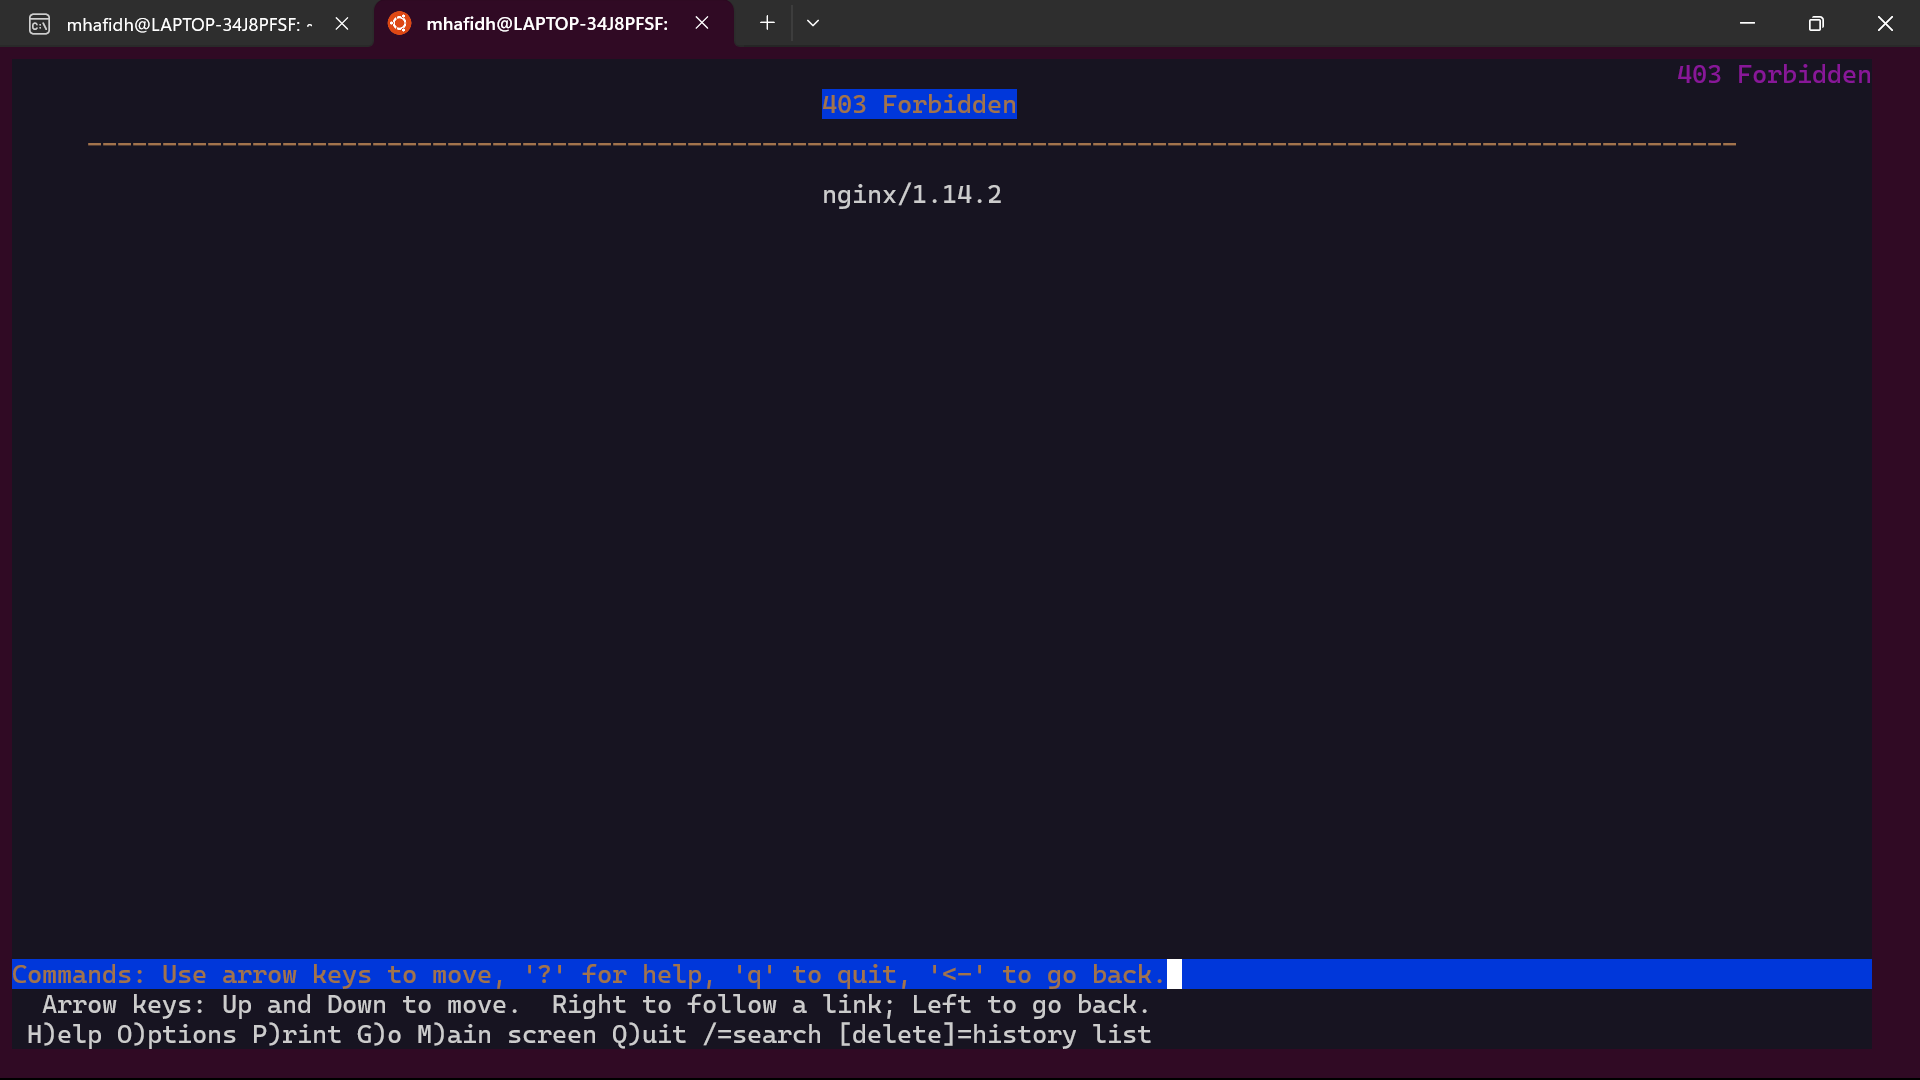 mhafidh@LAPTOP-34J8PFSF: ~
mhafidh@LAPTOP-34J8PFSF:
403 Forbidden
403 Forbidden
nginx/1.14.2
Commands: Use arrow keys to move, '?' for help, 'q' to quit, '<-' to go back.
Arrow keys: Up and Down to move.  Right to follow a link; Left to go back.
H)elp O)ptions P)rint G)o M)ain screen Q)uit /=search [delete]=history list